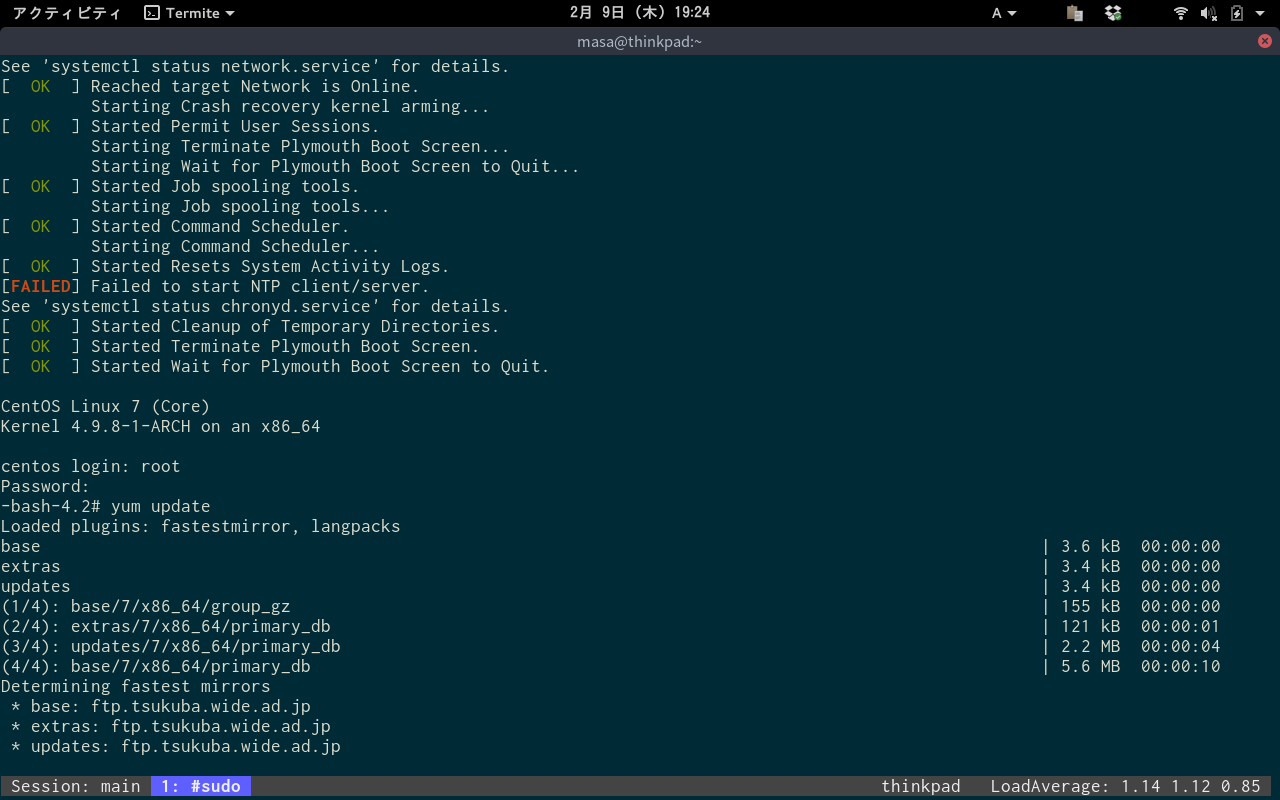 アクティビティ Termite 2月 9日 (木) 19:24 A
masa@thinkpad:~
See 'systemctl status network.service' for details.
[  OK  ] Reached target Network is Online.
         Starting Crash recovery kernel arming...
[  OK  ] Started Permit User Sessions.
         Starting Terminate Plymouth Boot Screen...
         Starting Wait for Plymouth Boot Screen to Quit...
[  OK  ] Started Job spooling tools.
         Starting Job spooling tools...
[  OK  ] Started Command Scheduler.
         Starting Command Scheduler...
[  OK  ] Started Resets System Activity Logs.
[FAILED] Failed to start NTP client/server.
See 'systemctl status chronyd.service' for details.
[  OK  ] Started Cleanup of Temporary Directories.
[  OK  ] Started Terminate Plymouth Boot Screen.
[  OK  ] Started Wait for Plymouth Boot Screen to Quit.
CentOS Linux 7 (Core)
Kernel 4.9.8-1-ARCH on an x86_64
centos login: root
Password:
-bash-4.2# yum update
Loaded plugins: fastestmirror, langpacks
base | 3.6 kB  00:00:00
extras | 3.4 kB  00:00:00
updates | 3.4 kB  00:00:00
(1/4): base/7/x86_64/group_gz | 155 kB  00:00:00
(2/4): extras/7/x86_64/primary_db | 121 kB  00:00:01
(3/4): updates/7/x86_64/primary_db | 2.2 MB  00:00:04
(4/4): base/7/x86_64/primary_db | 5.6 MB  00:00:10
Determining fastest mirrors
 * base: ftp.tsukuba.wide.ad.jp
 * extras: ftp.tsukuba.wide.ad.jp
 * updates: ftp.tsukuba.wide.ad.jp
Session: main 1: #sudo thinkpad LoadAverage: 1.14 1.12 0.85